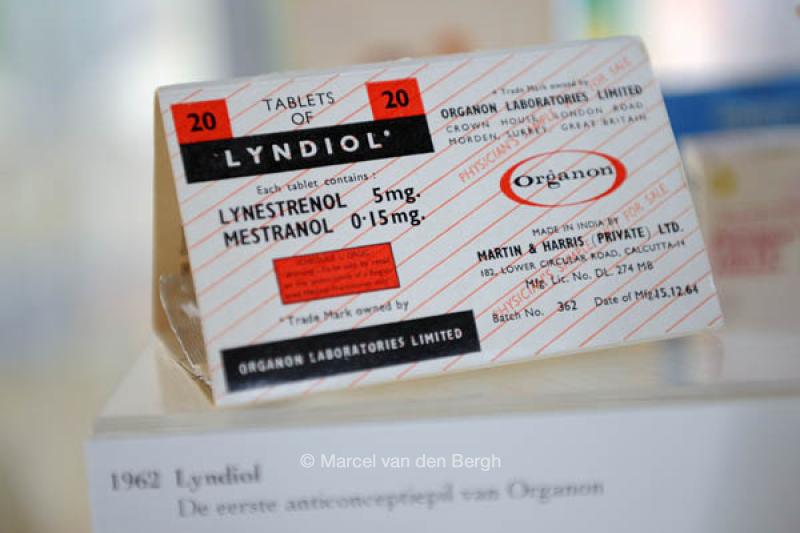 20 TABLETS OF 20
LYNDIOL*
Each tablet contains :
LYNESTRENOL 5mg.
MESTRANOL 0·15mg.
*Trade Mark owned by
ORGANON LABORATORIES LIMITED
* Trade Mark owned by
ORGANON LABORATORIES LIMITED
CROWN HOUSE, LONDON ROAD,
MORDEN, SURREY, GREAT BRITAIN
Organon
MADE IN INDIA BY
MARTIN & HARRIS (PRIVATE) LTD.
182, LOWER CIRCULAR ROAD, CALCUTTA-14
Mfg. Lic. No. DL. 274 MB
Batch No. 362 Date of Mfg 15.12.64
PHYSICIAN'S SAMPLE FOR SALE
PHYSICIAN'S FOR SALE
1962 Lyndiol
De eerste anticonceptiepil van Organon
© Marcel van den Bergh